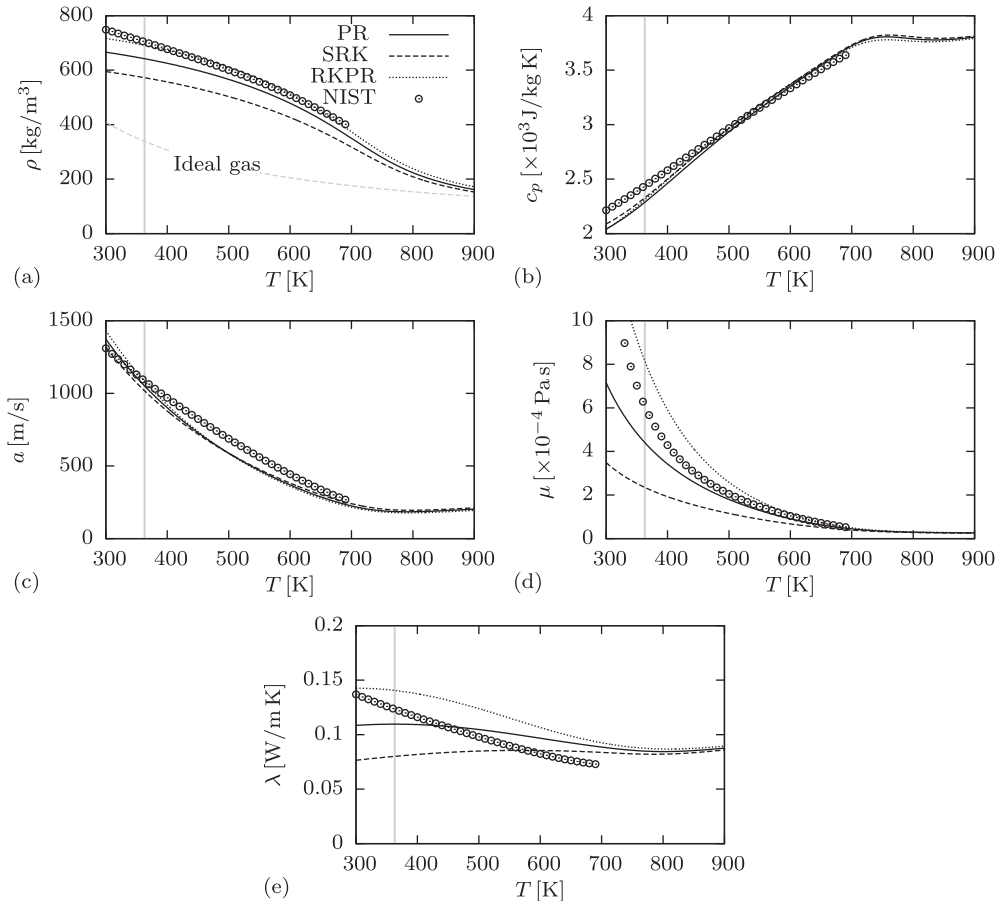 800
600
400
200
0
ρ [kg/m³]
PR
SRK
RKPR
NIST
Ideal gas
300 400 500 600 700 800 900
(a)
T [K]
4
3.5
3
2.5
2
c_p [×10³J/kg K]
300 400 500 600 700 800 900
(b)
T [K]
1500
1000
500
0
a [m/s]
300 400 500 600 700 800 900
(c)
T [K]
10
8
6
4
2
0
μ [×10⁻⁴ Pa s]
300 400 500 600 700 800 900
(d)
T [K]
0.2
0.15
0.1
0.05
0
λ [W/m K]
300 400 500 600 700 800 900
(e)
T [K]